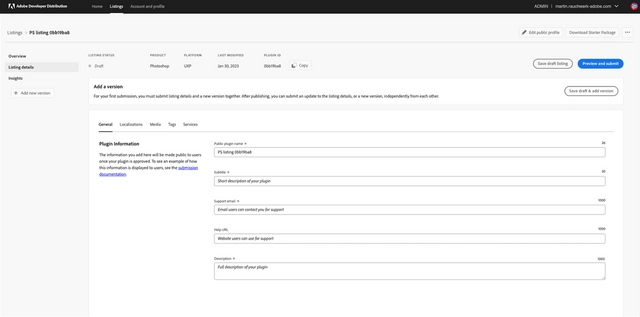 Adobe Developer Distribution
Home
Listings
Account and profile
ADMIN
martin.rauchwerk-adobe.com
Listings > PS listing 0bb19ba8
Edit public profile
Download Starter Package
Overview
Listing details
Insights
+ Add new version
LISTING STATUS
Draft
PRODUCT
Photoshop
PLATFORM
UXP
LAST MODIFIED
Jan 30, 2023
PLUGIN ID
0bb19ba8
Copy
Save draft listing
Preview and submit
Add a version
For your first submission, you must submit listing details and a new version together. After publishing, you can submit an update to the listing details, or a new version, independently from each other.
Save draft & add version
General
Localizations
Media
Tags
Services
Plugin information
The information you add here will be made public to users
once your plugin is approved. To see an example of how
this information is displayed to users, see the submission
documentation.
Public plugin name
PS listing 0bb19ba8
Subtitle
Short description of your plugin
Support email
1000
Email users can contact you for support
Help URL
1000
Website users can use for support
Description
Full description of your plugin